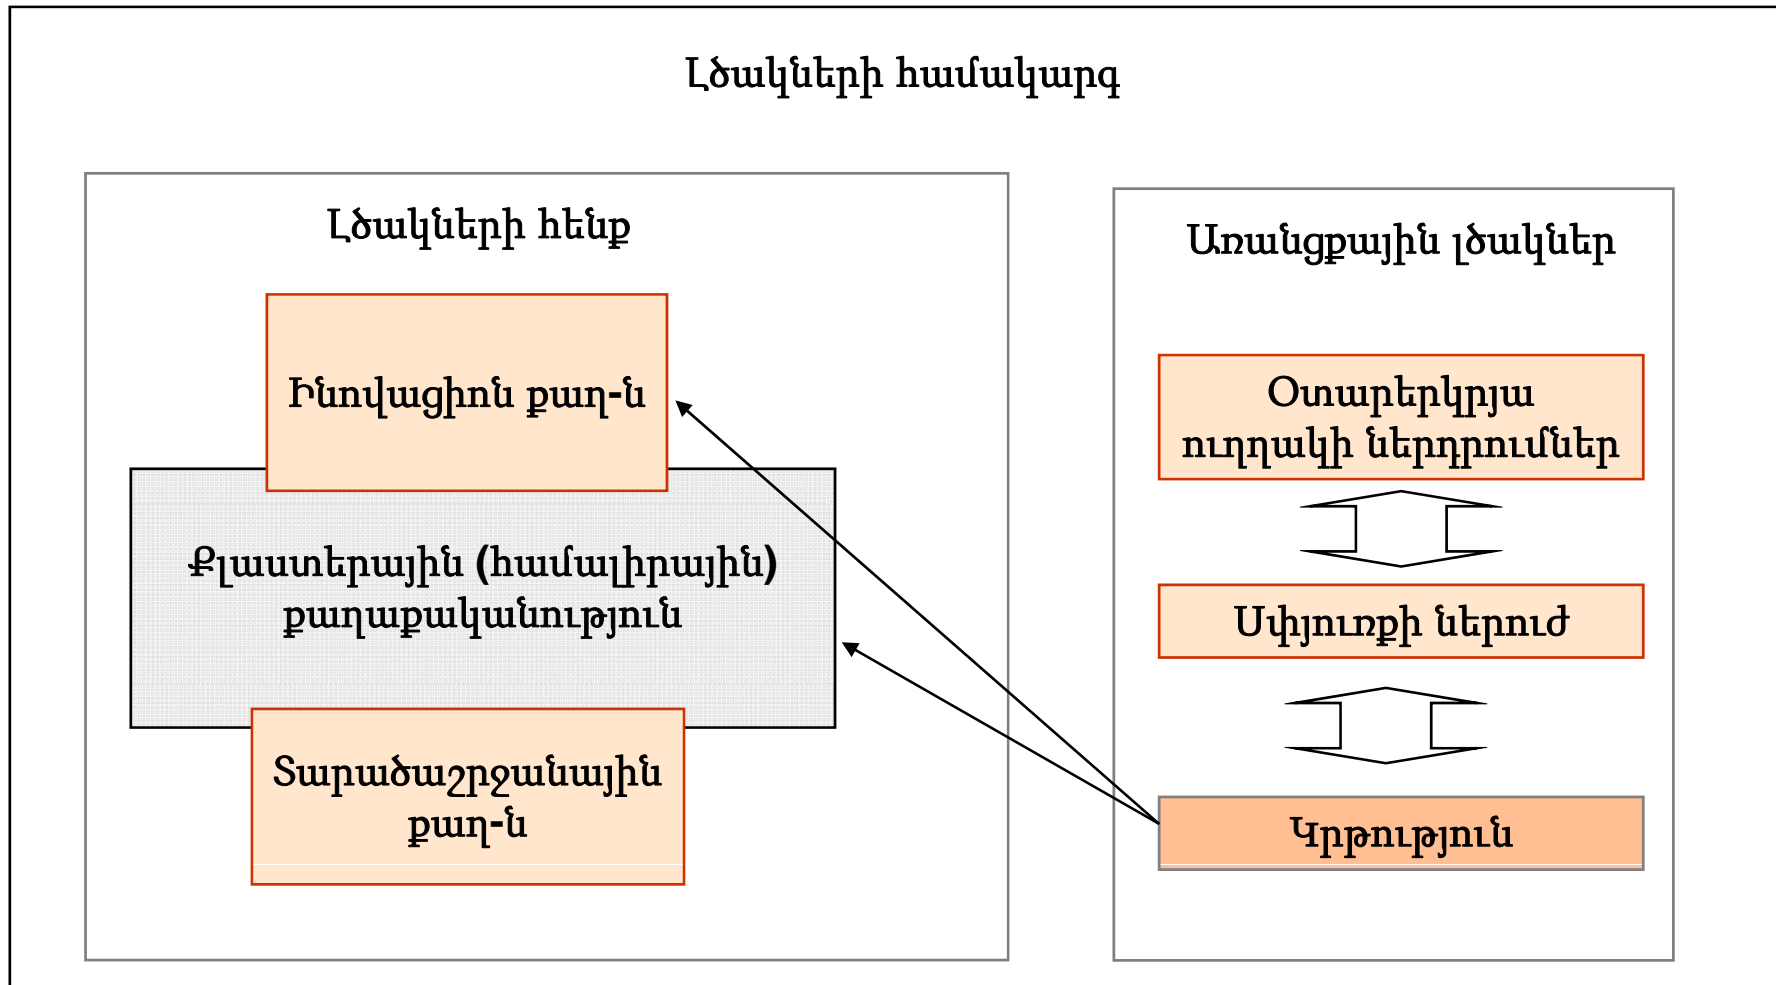 Լծակների համակարգ
Լծակների հենք
Ինովացիոն քաղ-ն
Քլաստերային (համալիրային)
քաղաքականություն
Տարածաշրջանային
քաղ-ն
Առանցքային լծակներ
Օտարերկրյա
ուղղակի ներդրումներ
Սփյուռքի ներուժ
Կրթություն